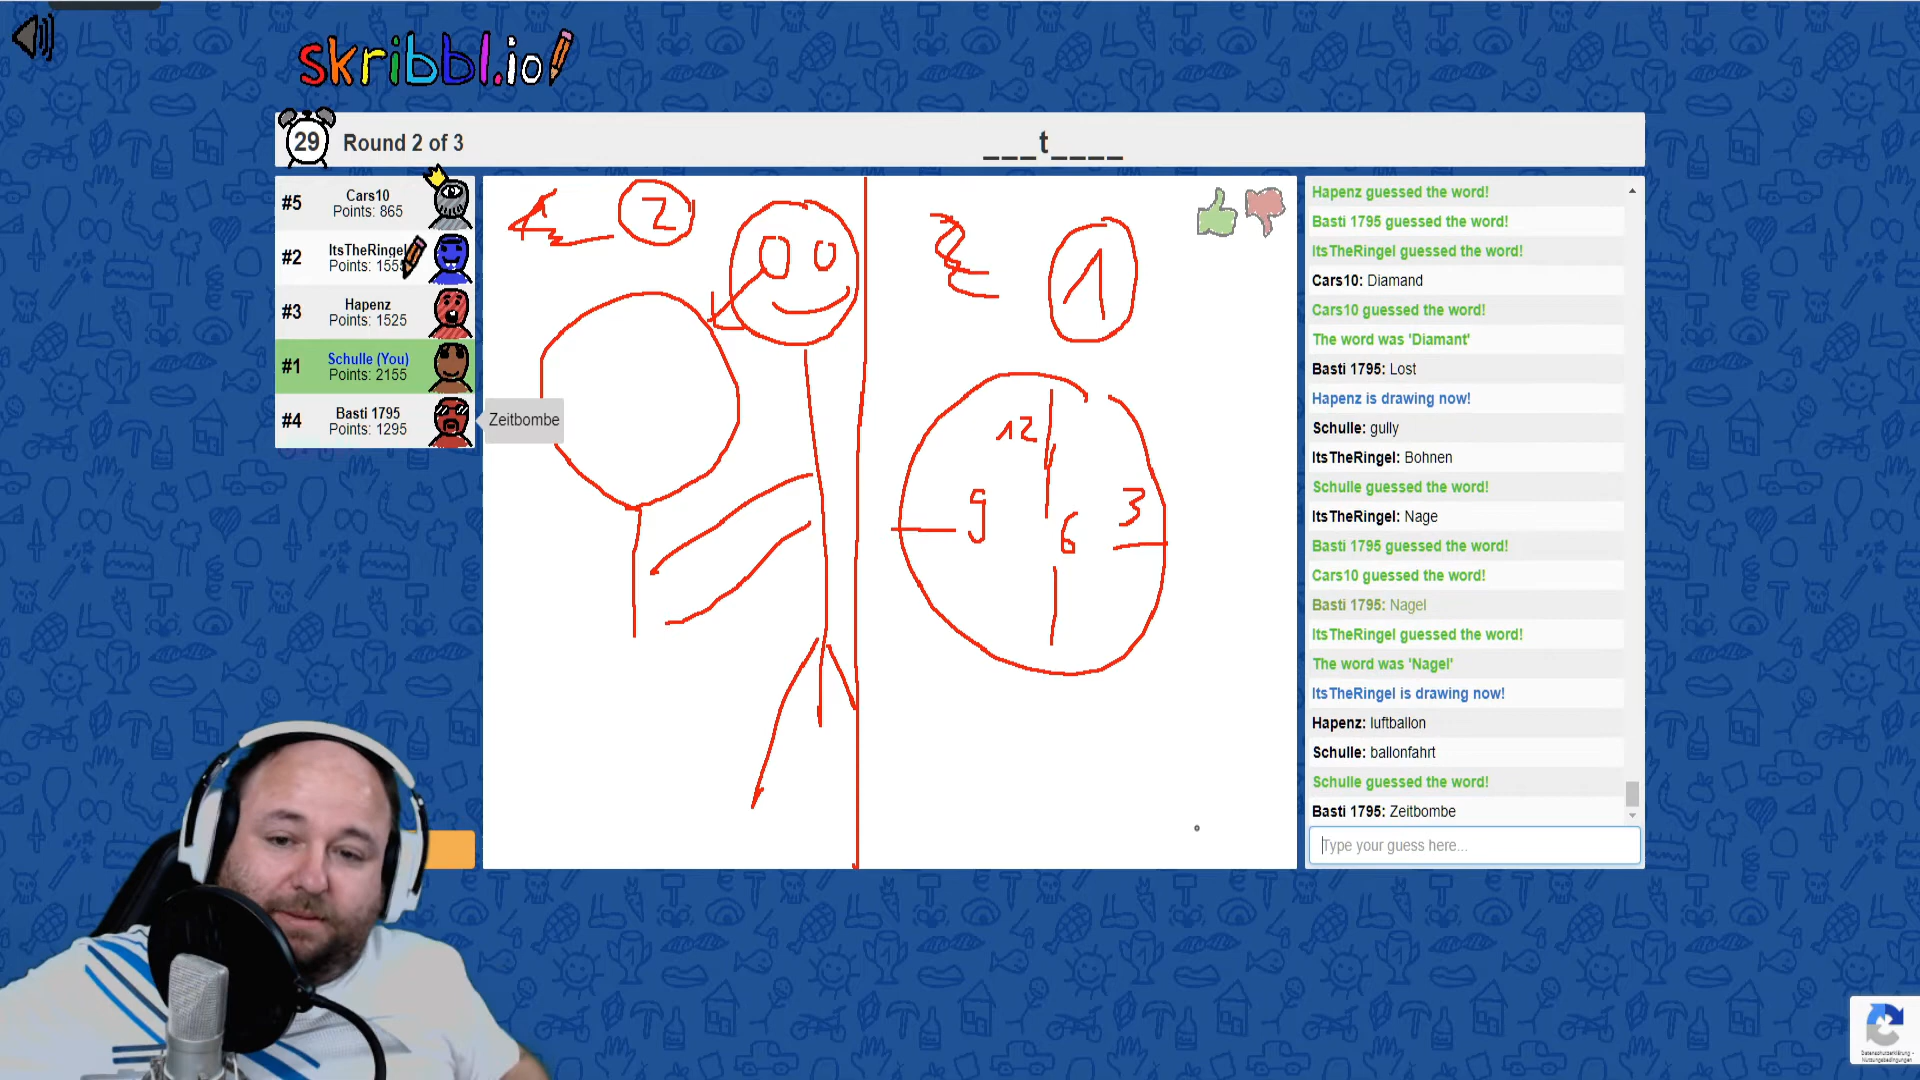 skribbl.io
29
Round 2 of 3
___t____
#5
Cars10
Points: 865
#2
ItsTheRingel
Points: 1555
#3
Hapenz
Points: 1525
#1
Schulle (You)
Points: 2155
#4
Basti 1795
Points: 1295
Zeitbombe
2
1
12
9
3
6
Hapenz guessed the word!
Basti 1795 guessed the word!
ItsTheRingel guessed the word!
Cars10: Diamand
Cars10 guessed the word!
The word was 'Diamant'
Basti 1795: Lost
Hapenz is drawing now!
Schulle: gully
ItsTheRingel: Bohnen
Schulle guessed the word!
ItsTheRingel: Nage
Basti 1795 guessed the word!
Cars10 guessed the word!
Basti 1795: Nagel
ItsTheRingel guessed the word!
The word was 'Nagel'
ItsTheRingel is drawing now!
Hapenz: luftballon
Schulle: ballonfahrt
Schulle guessed the word!
Basti 1795: Zeitbombe
Type your guess here...
Datenschutzerklärung -
Nutzungsbedingungen